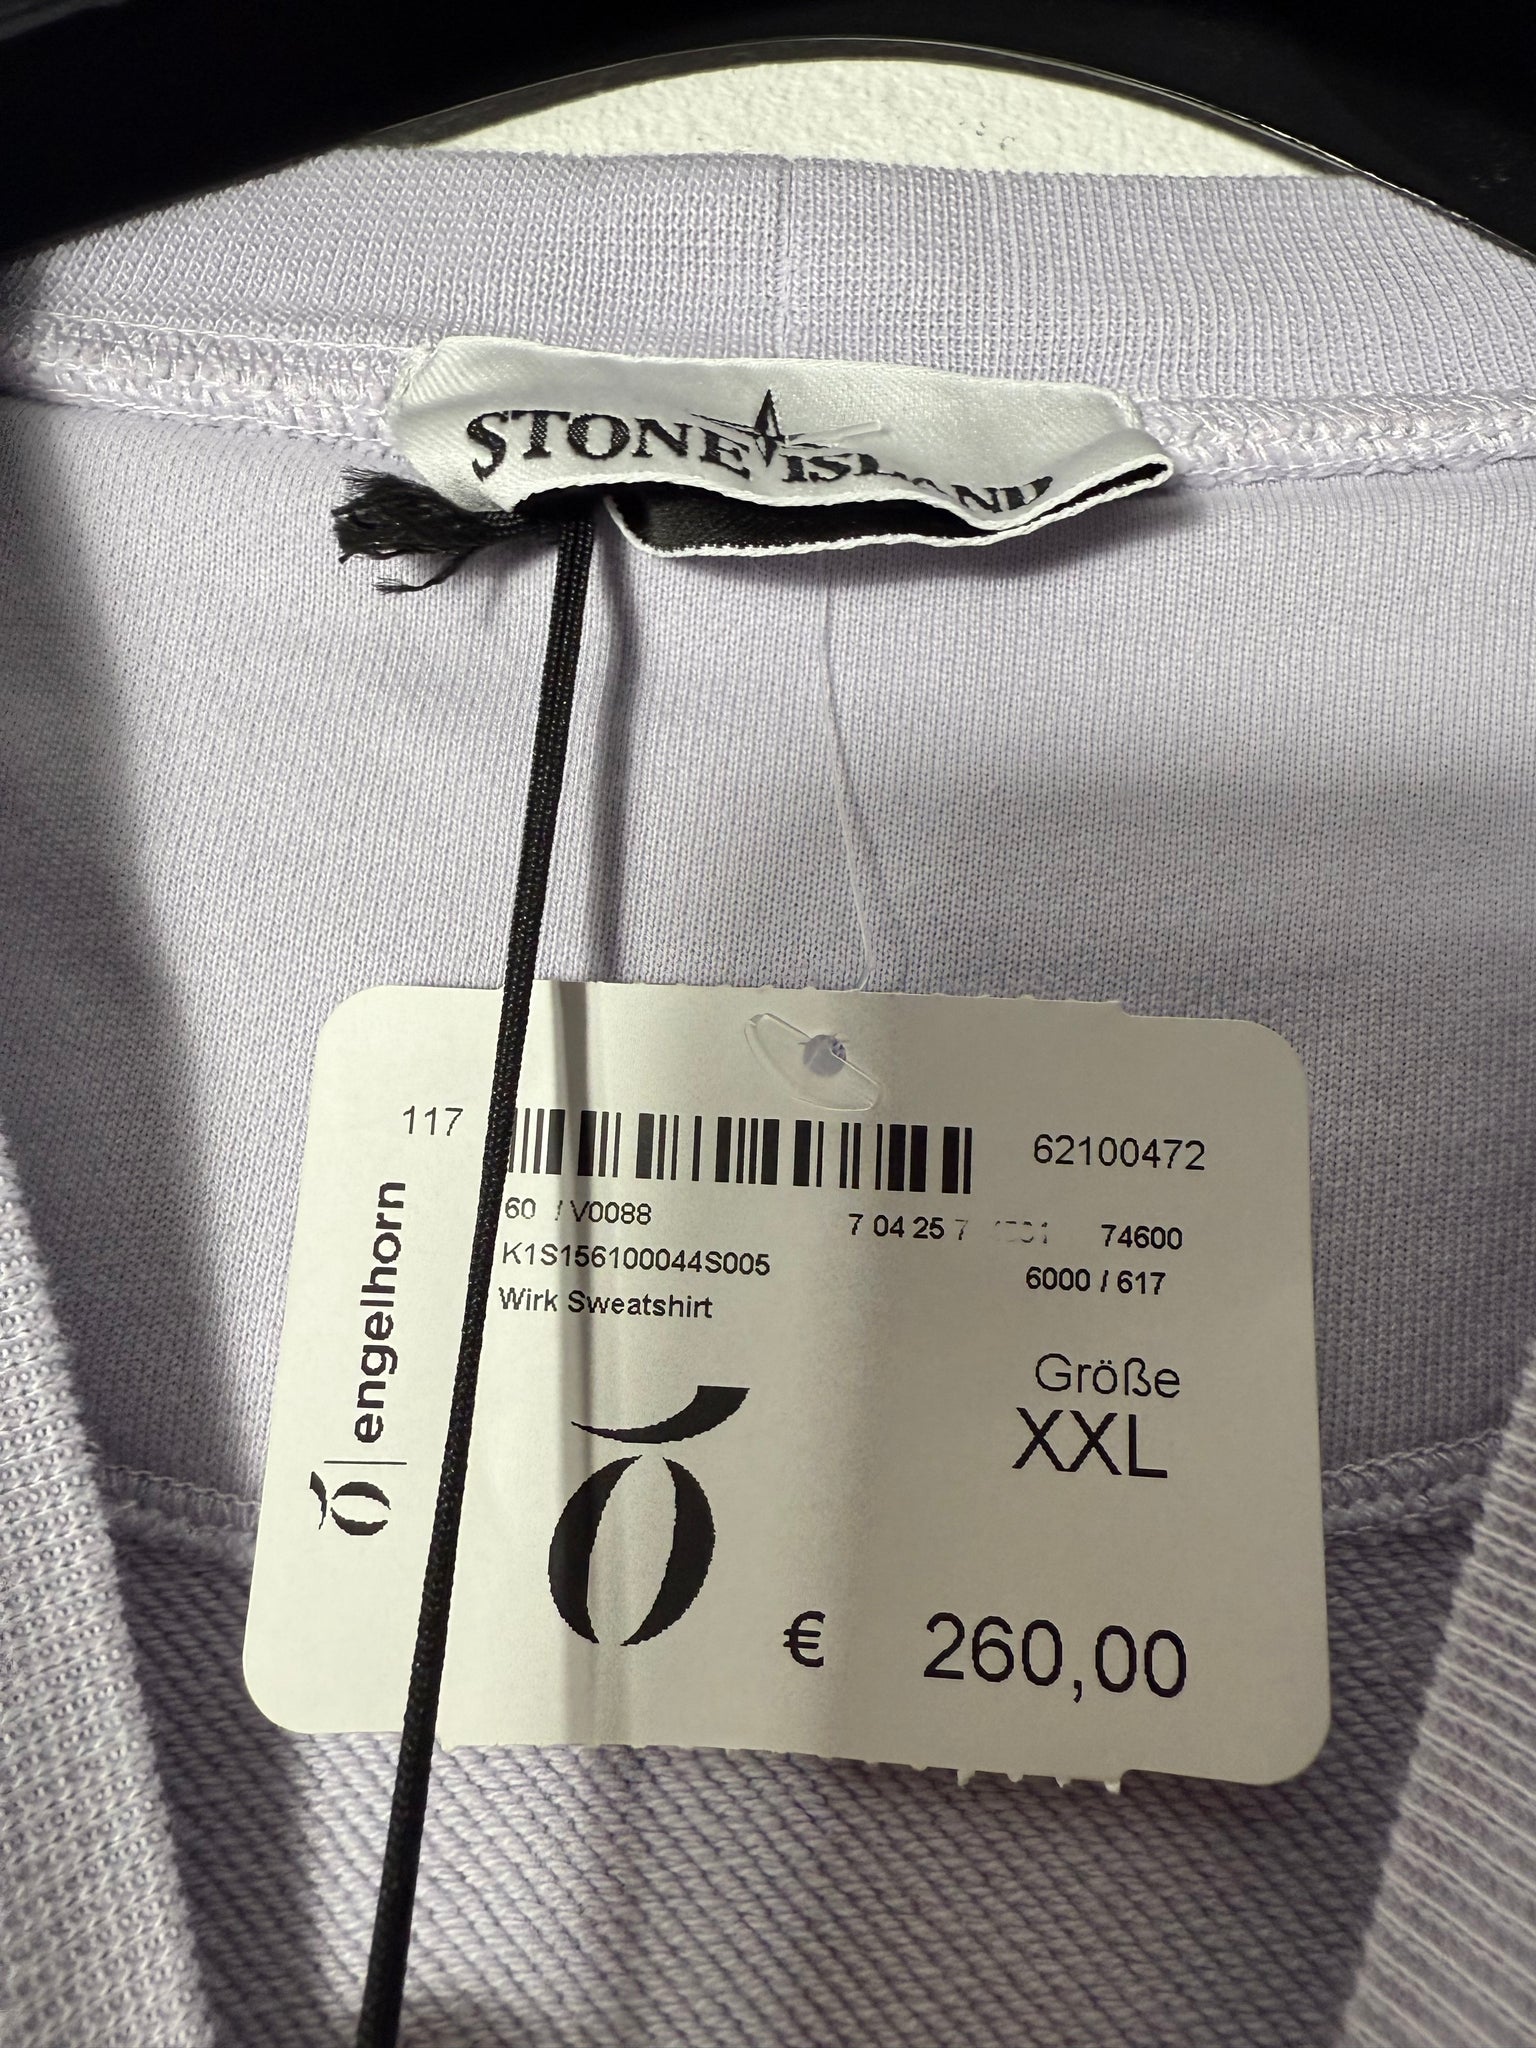 STONE ISLAND
117
62100472
60 / V0088
7 04 25 7
74600
K1S156100044S005
6000 / 617
Wirk Sweatshirt
engelhorn
Größe
XXL
€ 260,00